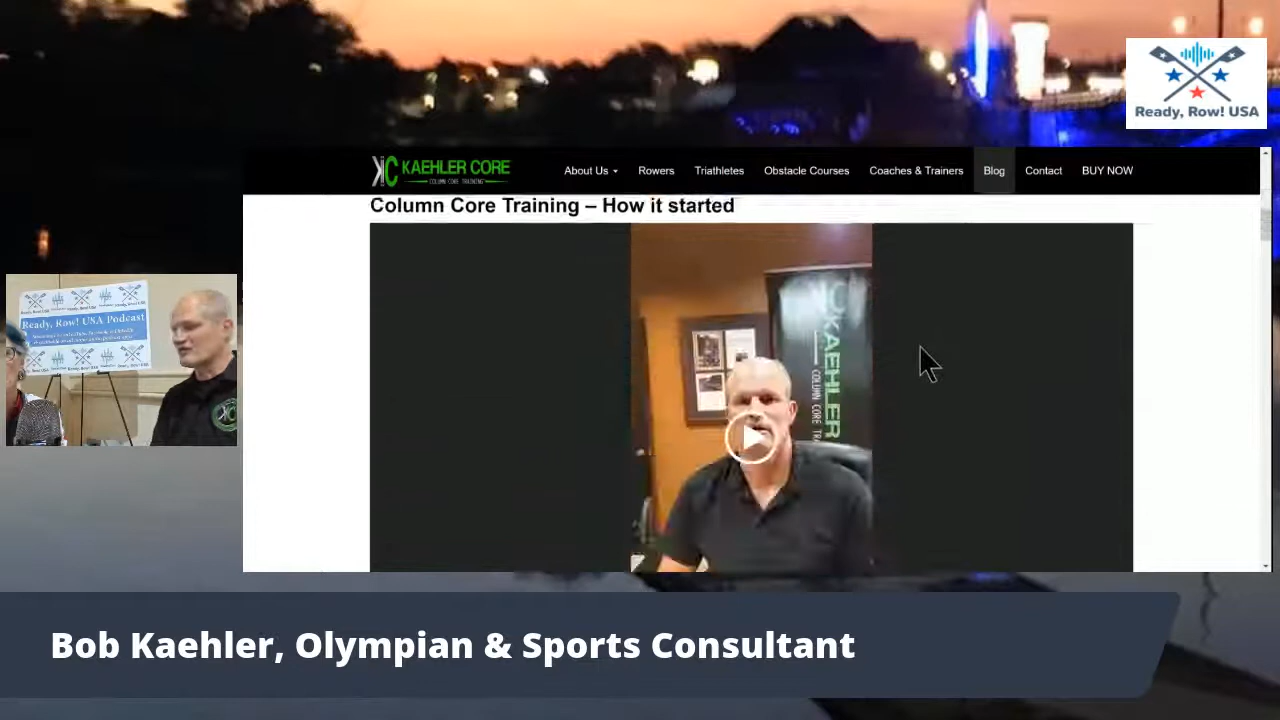 Ready, Row! USA
KAEHLER CORE
COLUMN CORE TRAINING
About Us
Rowers
Triathletes
Obstacle Courses
Coaches & Trainers
Blog
Contact
BUY NOW
Column Core Training – How it started
KAEHLER
COLUMN CORE TRA
Ready, Row! USA Podcast
Bob Kaehler, Olympian & Sports Consultant